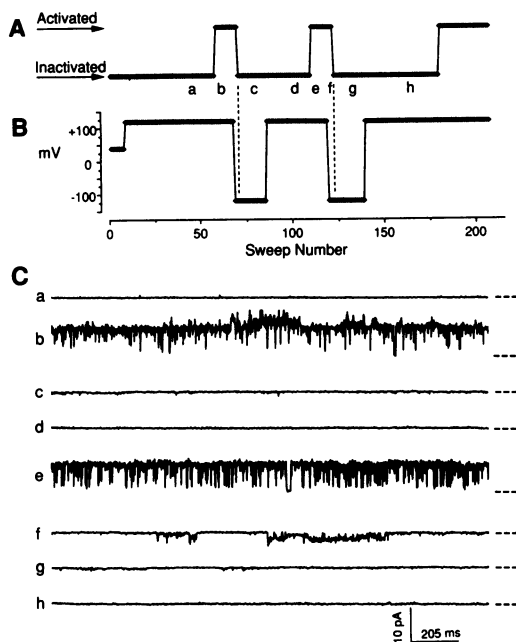 A
Activated
Inactivated
a b c d e f g h
B
mV
+100
0
-100
0 50 100 150 200
Sweep Number
C
a
b
c
d
e
f
g
h
10 pA
205 ms